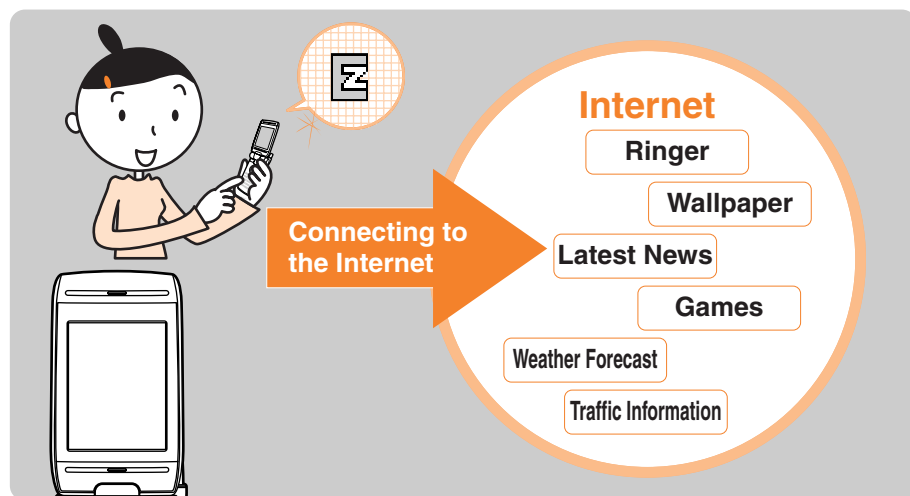 Internet
Ringer
Wallpaper
Connecting to
the Internet
Latest News
Games
Weather Forecast
Traffic Information